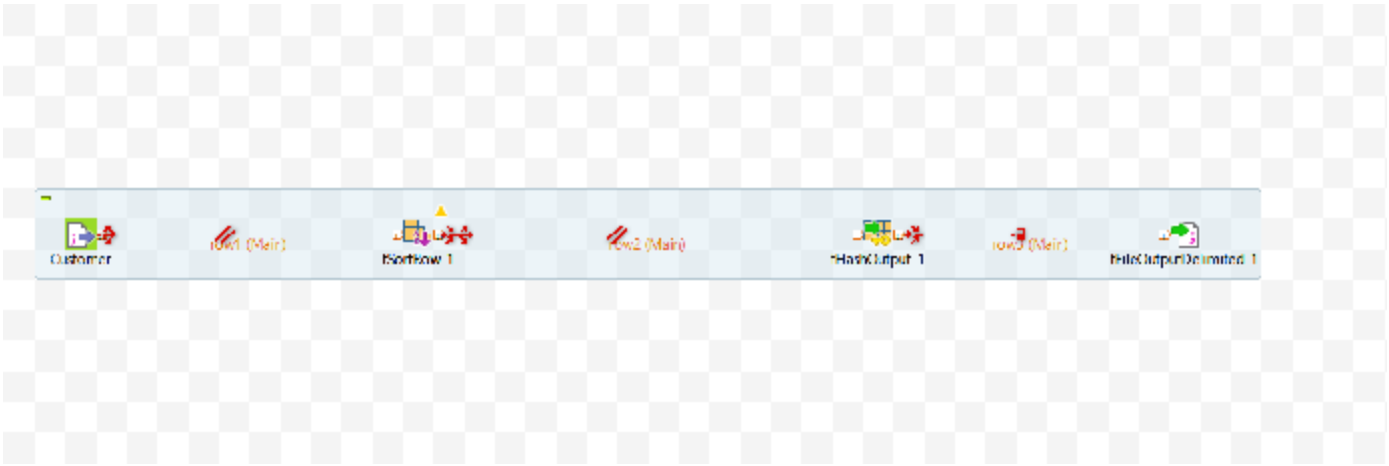 Customer
row1 (Main)
tSortRow_1
row2 (Main)
tHashOutput_1
row3 (Main)
tFileOutputDelimited_1